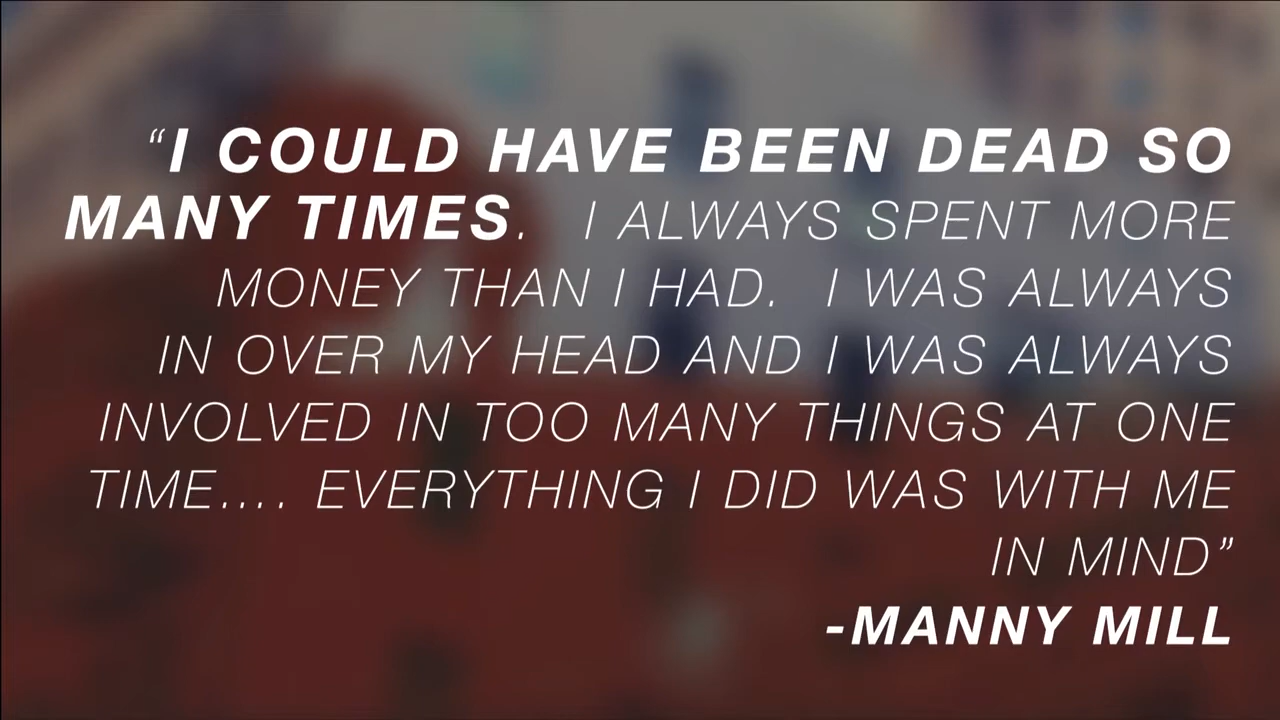 “I COULD HAVE BEEN DEAD SO
MANY TIMES.  I ALWAYS SPENT MORE
MONEY THAN I HAD.  I WAS ALWAYS
IN OVER MY HEAD AND I WAS ALWAYS
INVOLVED IN TOO MANY THINGS AT ONE
TIME.... EVERYTHING I DID WAS WITH ME
IN MIND”
-MANNY MILL